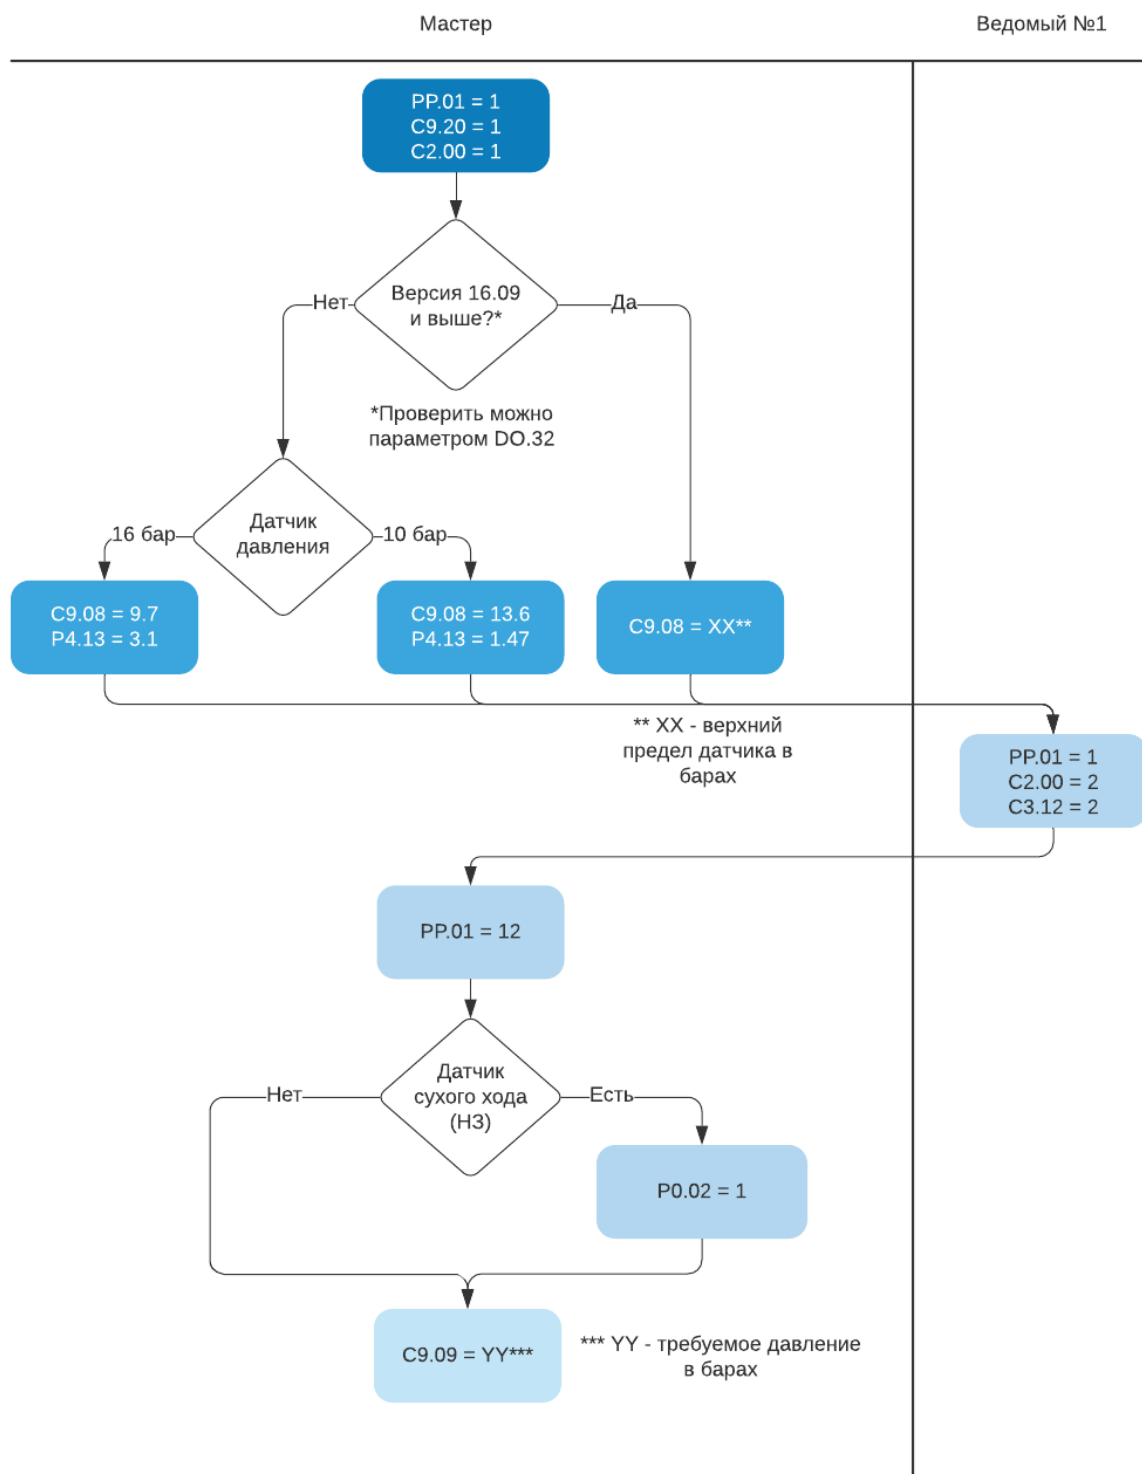 Мастер
Ведомый №1
PP.01 = 1
C9.20 = 1
C2.00 = 1
Версия 16.09
и выше?*
Нет
Да
*Проверить можно
параметром DO.32
Датчик
давления
16 бар
10 бар
C9.08 = 9.7
P4.13 = 3.1
C9.08 = 13.6
P4.13 = 1.47
C9.08 = XX**
** XX - верхний
предел датчика в
барах
PP.01 = 1
C2.00 = 2
C3.12 = 2
PP.01 = 12
Датчик
сухого хода
(НЗ)
Нет
Есть
P0.02 = 1
C9.09 = YY***
*** YY - требуемое давление
в барах